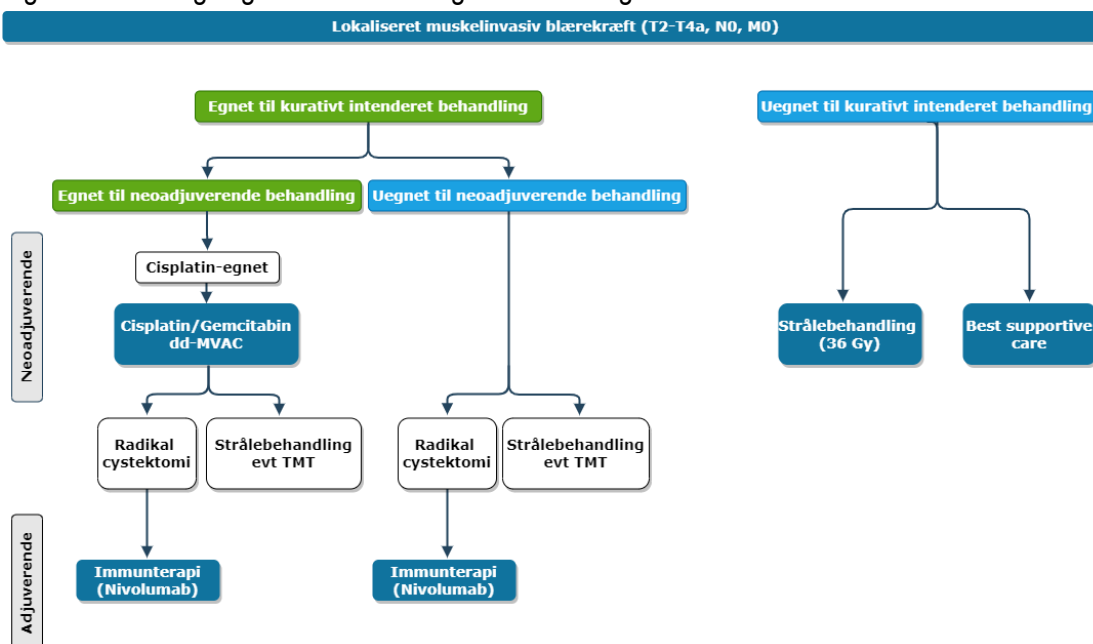 Lokaliseret muskelinvasiv blærekræft (T2-T4a, N0, M0)
Egnet til kurativt intenderet behandling
Uegnet til kurativt intenderet behandling
Egnet til neoadjuverende behandling
Uegnet til neoadjuverende behandling
Neoadjuverende
Cisplatin-egnet
Cisplatin/Gemcitabin
dd-MVAC
Strålebehandling
(36 Gy)
Best supportive
care
Radikal
cystektomi
Strålebehandling
evt TMT
Radikal
cystektomi
Strålebehandling
evt TMT
Adjuverende
Immunterapi
(Nivolumab)
Immunterapi
(Nivolumab)